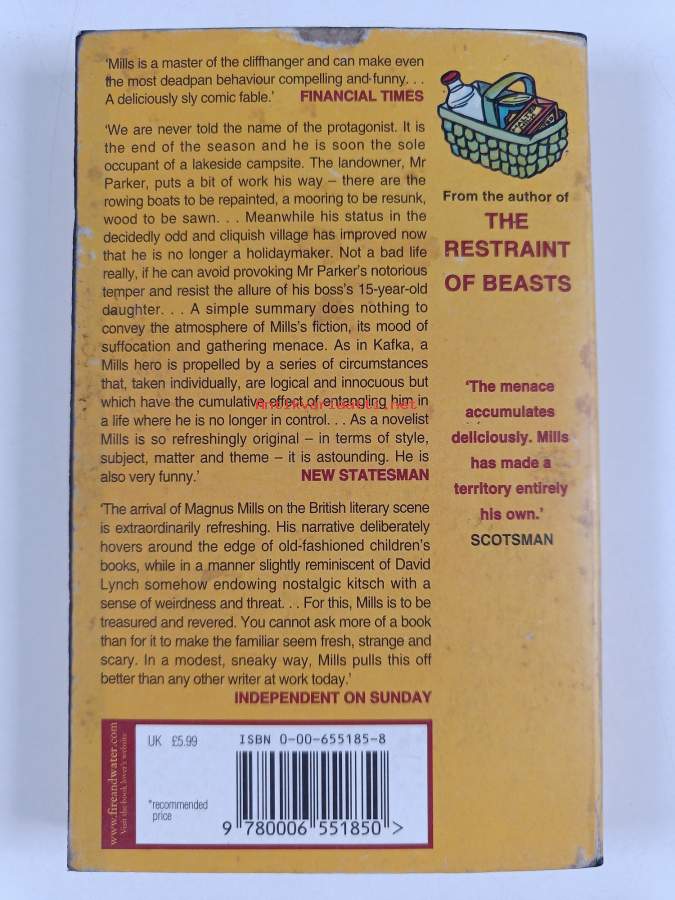 'Mills is a master of the cliffhanger and can make even
the most deadpan behaviour compelling and funny. . .
A deliciously sly comic fable.' FINANCIAL TIMES
'We are never told the name of the protagonist. It is
the end of the season and he is soon the sole
occupant of a lakeside campsite. The landowner, Mr
Parker, puts a bit of work his way – there are the
rowing boats to be repainted, a mooring to be resunk,
wood to be sawn. . . Meanwhile his status in the
decidedly odd and cliquish village has improved now
that he is no longer a holidaymaker. Not a bad life
really, if he can avoid provoking Mr Parker's notorious
temper and resist the allure of his boss's 15-year-old
daughter. . . A simple summary does nothing to
convey the atmosphere of Mills's fiction, its mood of
suffocation and gathering menace. As in Kafka, a
Mills hero is propelled by a series of circumstances
that, taken individually, are logical and innocuous but
which have the cumulative effect of entangling him in
a life where he is no longer in control. . . As a novelist
Mills is so refreshingly original – in terms of style,
subject, matter and theme – it is astounding. He is
also very funny.' NEW STATESMAN
'The arrival of Magnus Mills on the British literary scene
is extraordinarily refreshing. His narrative deliberately
hovers around the edge of old-fashioned children's
books, while in a manner slightly reminiscent of David
Lynch somehow endowing nostalgic kitsch with a
sense of weirdness and threat. . . For this, Mills is to be
treasured and revered. You cannot ask more of a book
than for it to make the familiar seem fresh, strange and
scary. In a modest, sneaky way, Mills pulls this off
better than any other writer at work today.'
INDEPENDENT ON SUNDAY
From the author of
THE
RESTRAINT
OF BEASTS
'The menace
accumulates
deliciously. Mills
has made a
territory entirely
his own.'
SCOTSMAN
Antikvariaatti.net
www.fireandwater.com
Visit the book lover's website
UK £5.99
*recommended
price
ISBN 0-00-655185-8
9 780006 551850 >